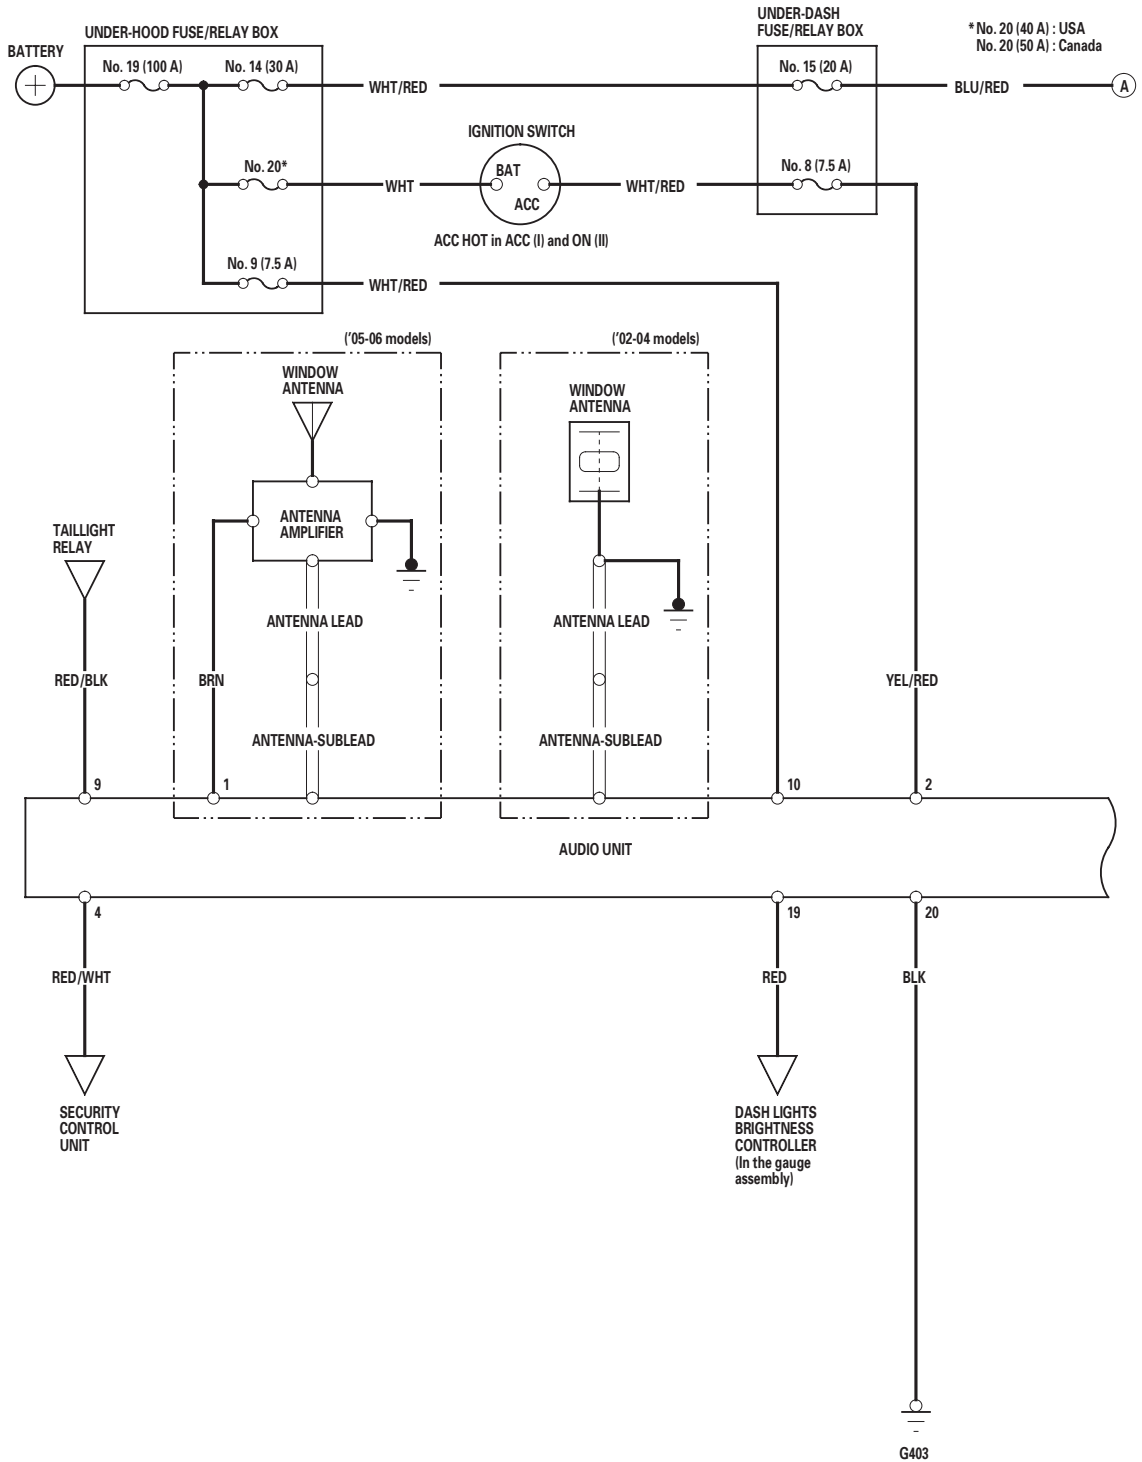 UNDER-DASH
FUSE/RELAY BOX
* No. 20 (40 A) : USA
No. 20 (50 A) : Canada
UNDER-HOOD FUSE/RELAY BOX
BATTERY
No. 19 (100 A)
No. 14 (30 A)
WHT/RED
No. 15 (20 A)
BLU/RED
A
IGNITION SWITCH
No. 20*
WHT
BAT
ACC
WHT/RED
No. 8 (7.5 A)
ACC HOT in ACC (I) and ON (II)
No. 9 (7.5 A)
WHT/RED
('05-06 models)
('02-04 models)
WINDOW
ANTENNA
WINDOW
ANTENNA
ANTENNA
AMPLIFIER
TAILLIGHT
RELAY
ANTENNA LEAD
ANTENNA LEAD
RED/BLK
BRN
YEL/RED
ANTENNA-SUBLEAD
ANTENNA-SUBLEAD
9
1
10
2
AUDIO UNIT
4
19
20
RED/WHT
RED
BLK
SECURITY
CONTROL
UNIT
DASH LIGHTS
BRIGHTNESS
CONTROLLER
(In the gauge
assembly)
G403